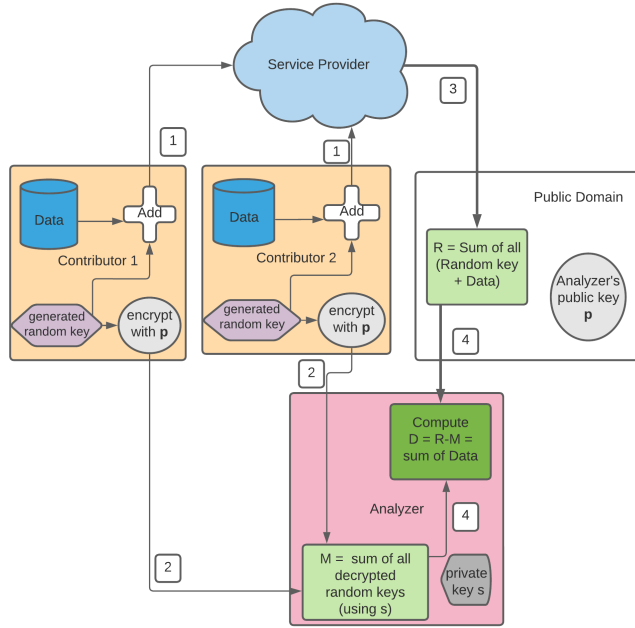 Service Provider
3
1
1
Data
Add
Contributor 1
generated
random key
encrypt
with p
Data
Add
Contributor 2
generated
random key
encrypt
with p
Public Domain
R = Sum of all
(Random key
+ Data)
Analyzer's
public key
p
4
2
Compute
D = R-M =
sum of Data
Analyzer
4
2
M = sum of all
decrypted
random keys
(using s)
private
key s